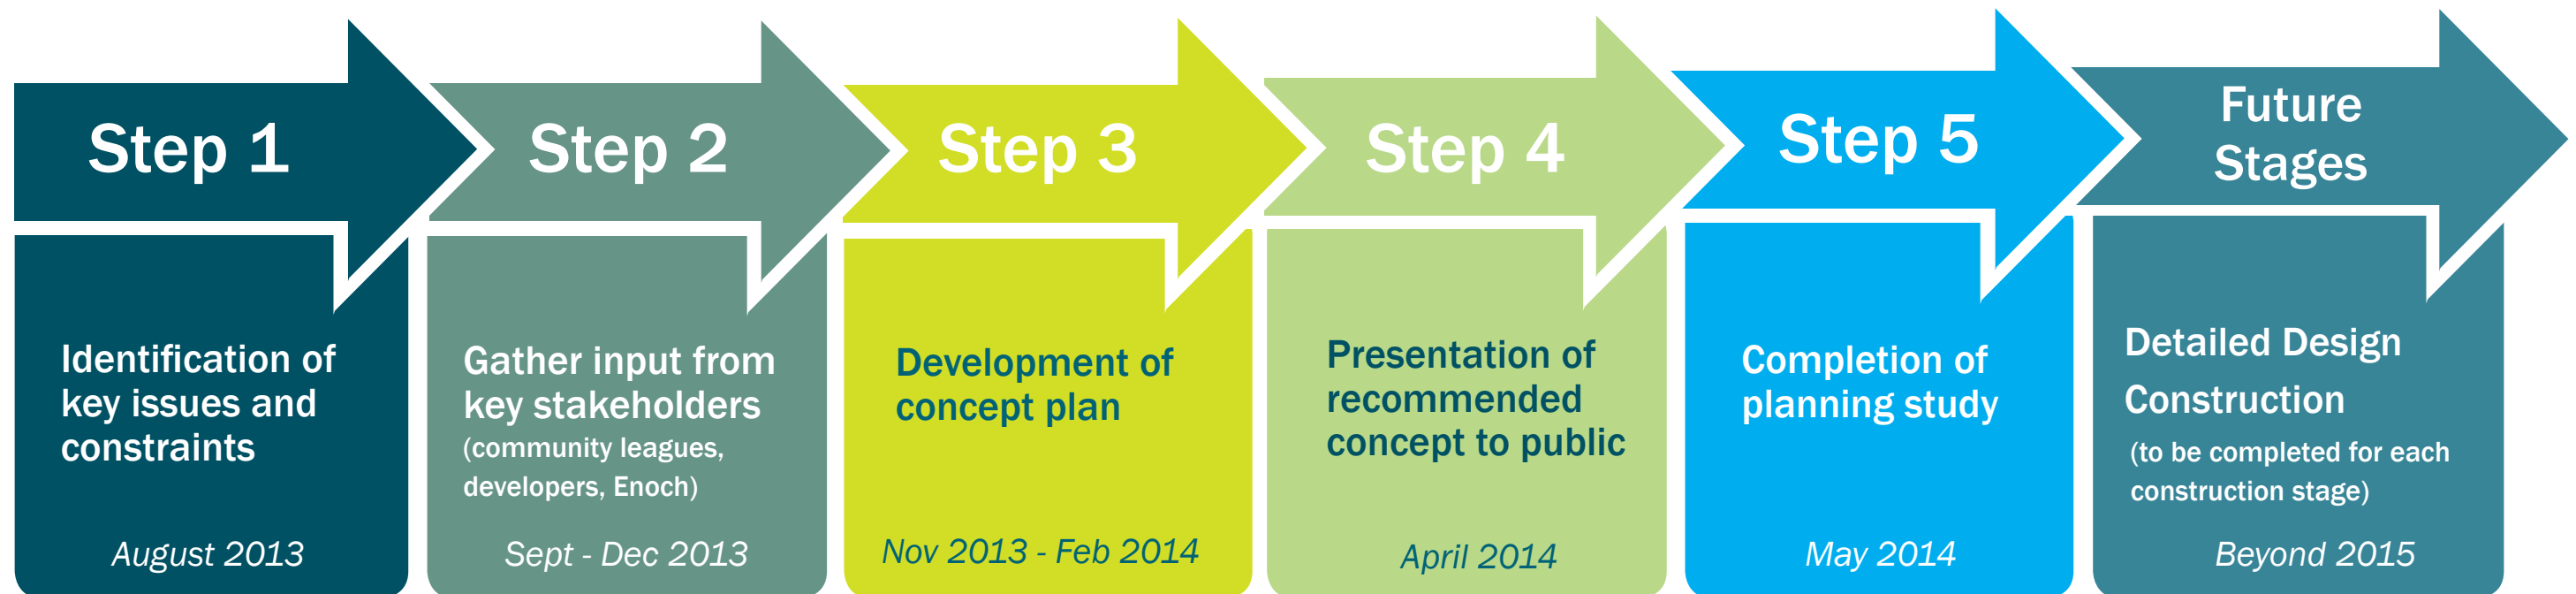 Step 1
Identification of
key issues and
constraints
August 2013
Step 2
Gather input from
key stakeholders
(community leagues,
developers, Enoch)
Sept - Dec 2013
Step 3
Development of
concept plan
Nov 2013 - Feb 2014
Step 4
Presentation of
recommended
concept to public
April 2014
Step 5
Completion of
planning study
May 2014
Future
Stages
Detailed Design
Construction
(to be completed for each
construction stage)
Beyond 2015